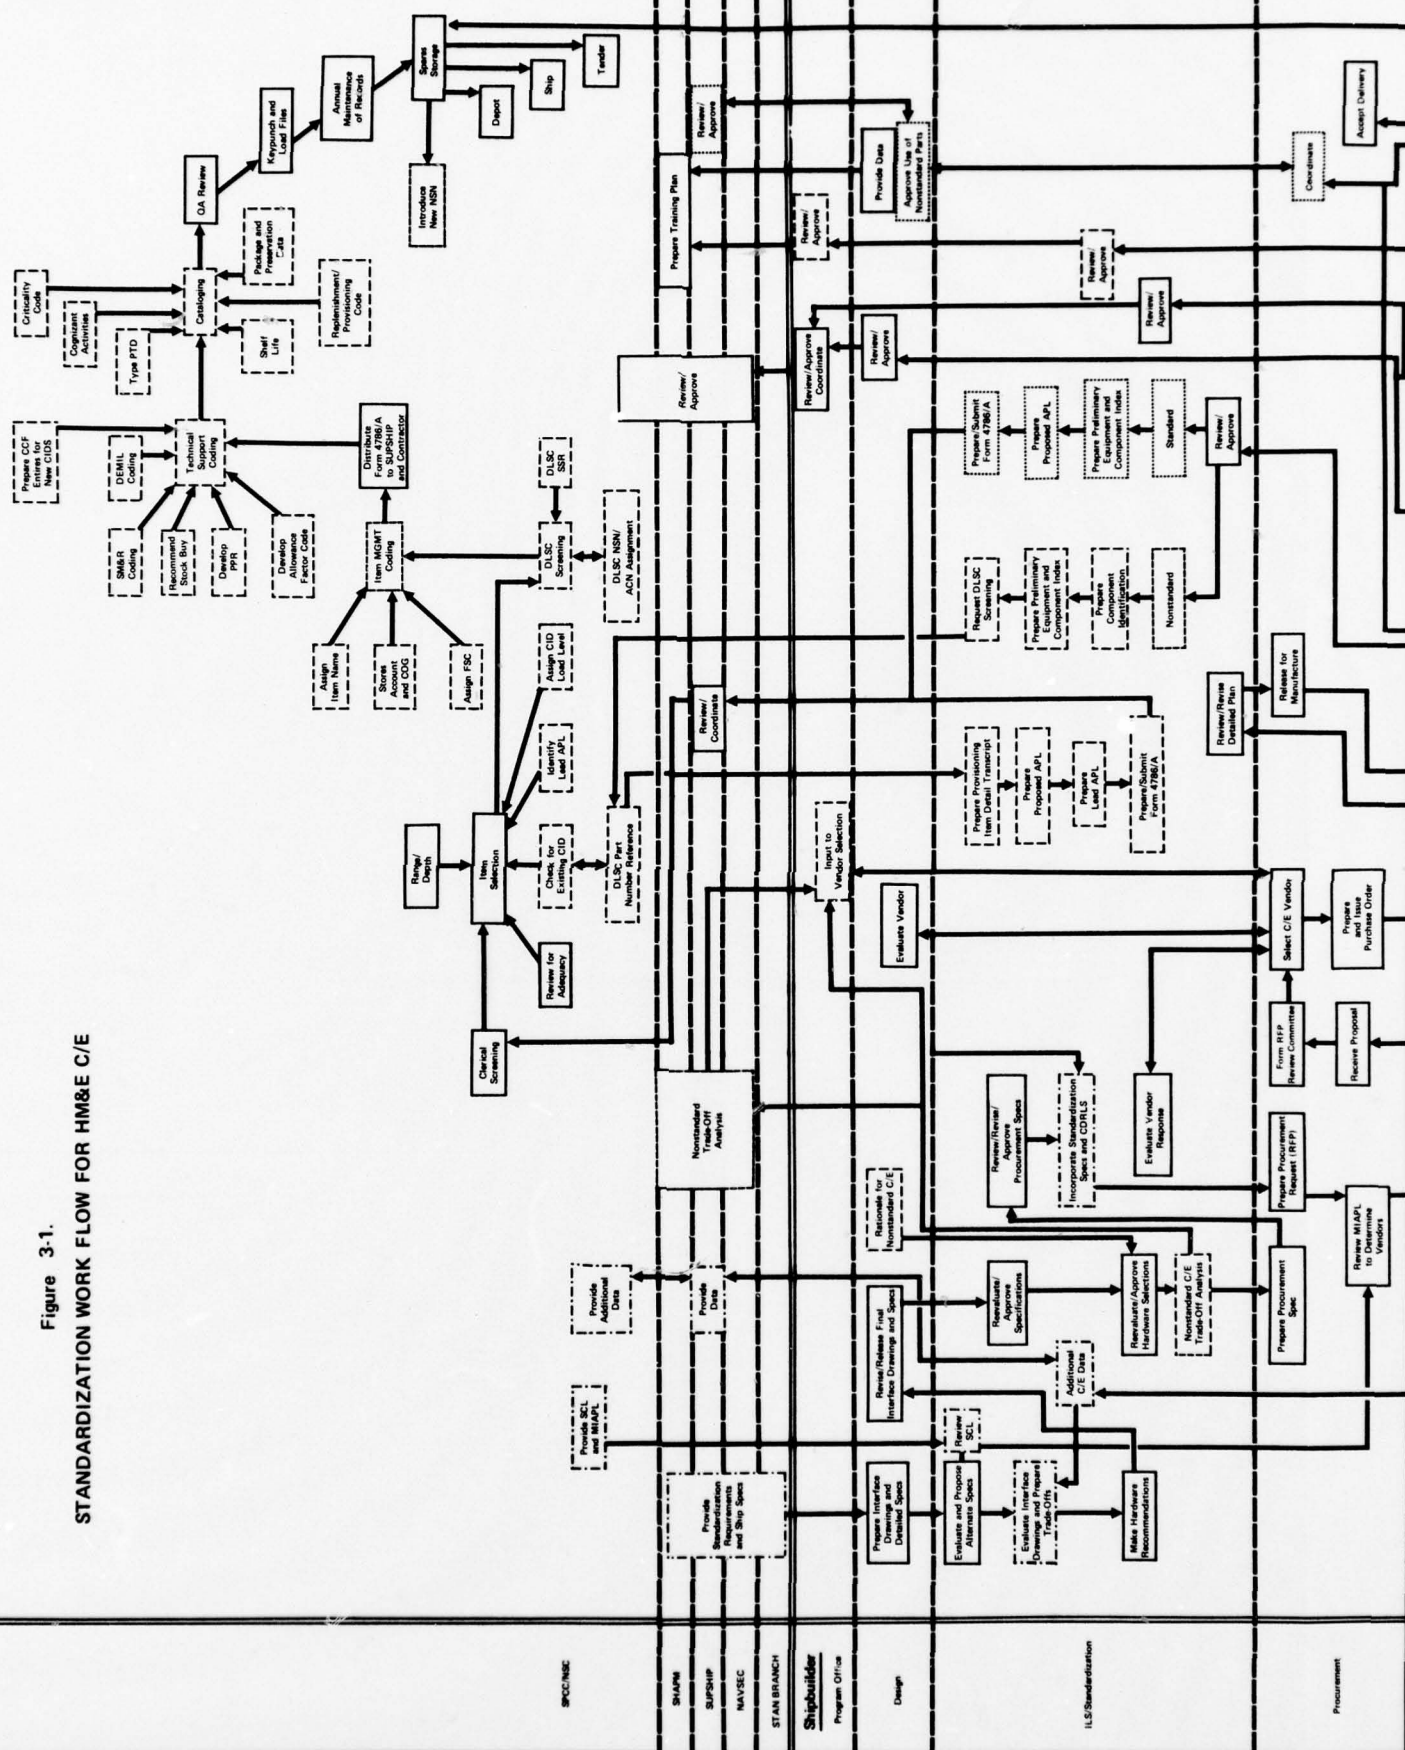 Figure 3-1.
STANDARDIZATION WORK FLOW FOR HM&E C/E
SPCC/NSC
SHAPM
SUPSHIP
NAVSEC
STAN BRANCH
Shipbuilder
Program Office
Design
ILS/Standardization
Procurement
Provide SCL
and MIAPL
Provide
Additional
Data
Clerical
Screening
Review for
Adequacy
Range/
Depth
Item
Selection
Check for
Existing CID
DLSC Part
Number Reference
Identify
Lead APL
Assign CID
Load Level
Assign
Item Name
Stores
Account
and COG
Assign FSC
Item MGMT
Coding
DLSC
Screening
DLSC NSN/
ACN Assignment
DLSC
SSR
Distribute
Form 4786/A
to SUPSHIP
and Contractor
SM&R
Coding
Recommend
Stock Buy
Develop
PPR
Develop
Allowance
Factor Code
Prepare CCF
Entires for
New CIDS
DEMIL
Coding
Technical
Support
Coding
Type PTD
Cognizant
Activities
Criticality
Code
Shelf
Life
Replenishment/
Provisioning
Code
Cataloging
Package and
Preservation
Data
QA Review
Keypunch and
Load Files
Annual
Maintenance
of Records
Spares
Storage
Introduce
New NSN
Depot
Ship
Tender
Provide
Standardization
Requirements
and Ship Specs
Provide
Data
Nonstandard
Trade-Off
Analysis
Review/
Coordinate
Review/
Approve
Prepare Training Plan
Review/
Approve
Input to
Vendor Selection
Review/Approve
Coordinate
Review/
Approve
Prepare Interface
Drawings and
Detailed Specs
Revise/Release Final
Interface Drawings and Specs
Rationale for
Nonstandard C/E
Evaluate Vendor
Review/
Approve
Provide Data
Approve Use of
Nonstandard Parts
Evaluate and Propose
Alternate Specs
Review
SCL
Evaluate Interface
Drawings and Prepare
Trade-Offs
Make Hardware
Recommendations
Additional
C/E Data
Reevaluate/
Approve
Specifications
Reevaluate/Approve
Hardware Selections
Nonstandard C/E
Trade-Off Analysis
Review/Revise/
Approve
Procurement Specs
Incorporate Standardization
Specs and CDRLS
Evaluate Vendor
Response
Prepare Provisioning
Item Detail Transcript
Prepare
Proposed APL
Prepare
Lead APL
Prepare/Submit
Form 4786/A
Request DLSC
Screening
Prepare Preliminary
Equipment and
Component Index
Prepare
Component
Identification
Nonstandard
Prepare/Submit
Form 4786/A
Prepare
Proposed APL
Prepare Preliminary
Equipment and
Component Index
Standard
Review/
Approve
Review/Revise
Detailed Plan
Review/
Approve
Review/
Approve
Prepare Procurement
Spec
Prepare Procurement
Request (RFP)
Review MIAPL
to Determine
Vendors
Form RFP
Review Committee
Receive Proposal
Select C/E Vendor
Prepare
and Issue
Purchase Order
Release for
Manufacture
Coordinate
Accept Delivery